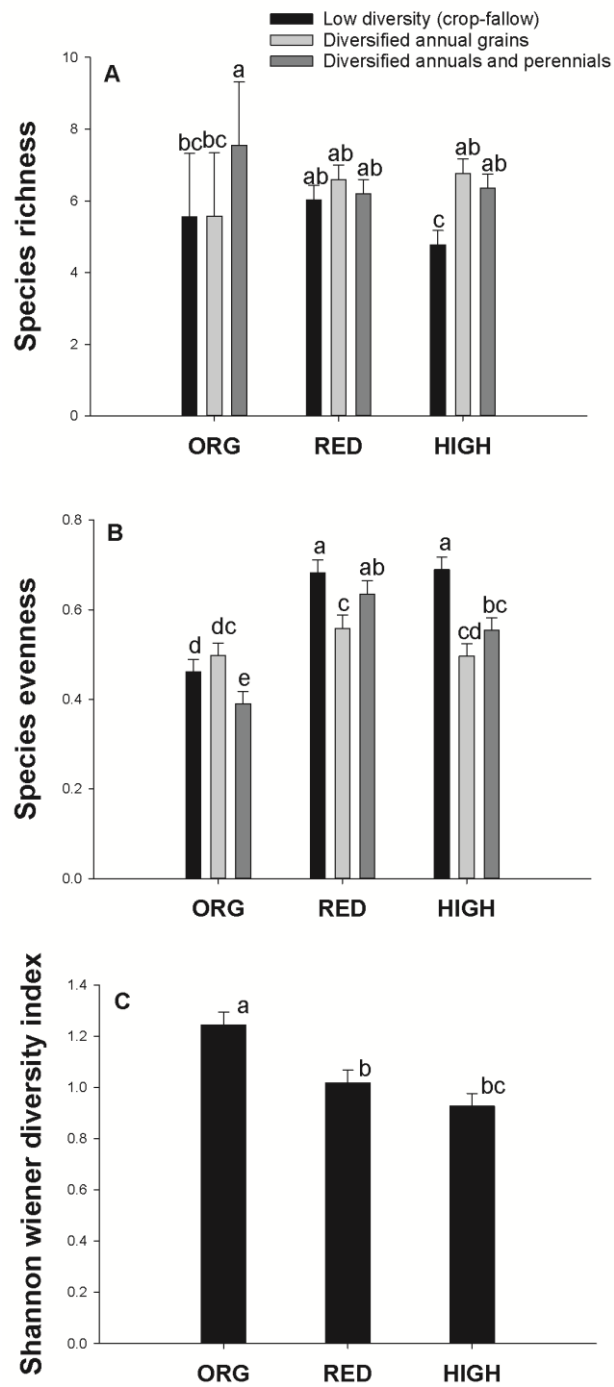 Low diversity (crop-fallow)
Diversified annual grains
Diversified annuals and perennials
A
Species richness
10
8
6
4
2
0
bc
bc
a
ab
ab
ab
c
ab
ab
ORG
RED
HIGH
B
Species evenness
0.8
0.6
0.4
0.2
0.0
d
dc
e
a
c
ab
a
cd
bc
ORG
RED
HIGH
C
Shannon wiener diversity index
1.4
1.2
1.0
0.8
0.6
0.4
0.2
0.0
a
b
bc
ORG
RED
HIGH